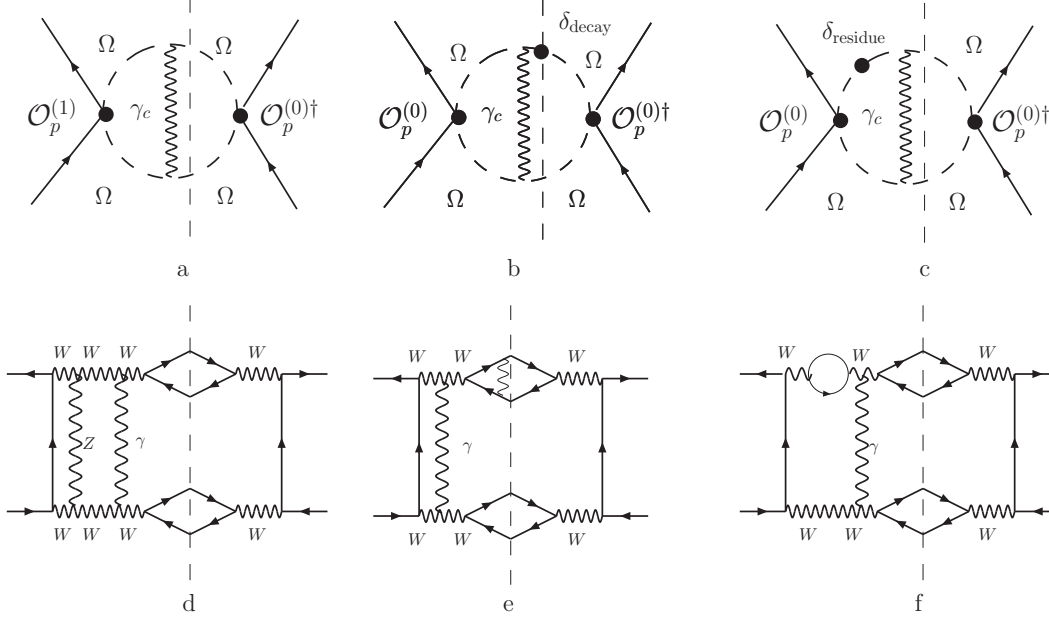 Ω Ω
𝒪_p^{(1)} γ_c 𝒪_p^{(0)†}
Ω Ω
a
δ_decay
Ω Ω
𝒪_p^{(0)} γ_c 𝒪_p^{(0)†}
Ω Ω
b
δ_residue
Ω
𝒪_p^{(0)} γ_c 𝒪_p^{(0)†}
Ω Ω
c
W W W W
Z γ
W W W W
d
W W W
γ
W W W
e
W W W
γ
W W W
f